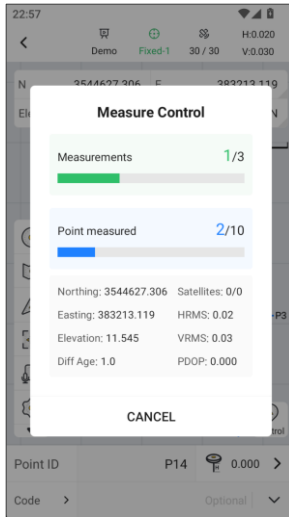 22:57
Demo Fixed-1 30 / 30 H:0.020 V:0.030
N 3544627.306 E 383213.119
Ele N
Measure Control
Measurements 1/3
Point measured 2/10
Northing: 3544627.306 Satellites: 0/0
Easting: 383213.119 HRMS: 0.02
Elevation: 11.545 VRMS: 0.03
Diff Age: 1.0 PDOP: 0.000
P3
CANCEL
trol
Point ID P14 0.000
Code Optional